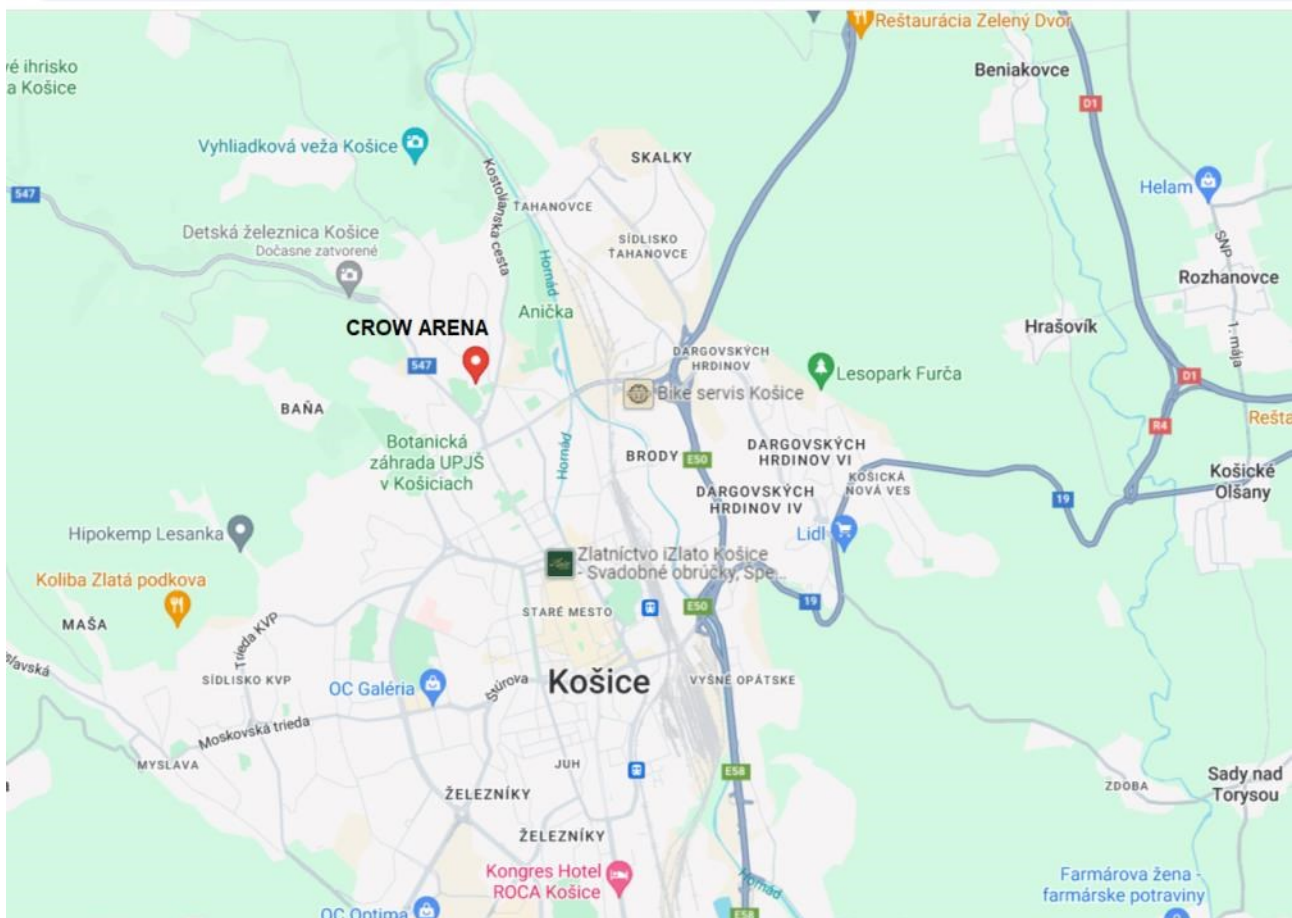 Reštaurácia Zelený Dvor
vé ihrisko
a Košice
Beniakovce
D1
Vyhliadková veža Košice
SKALKY
547
Kostolianska cesta
ŤAHANOVCE
Helam
SNP
Detská železnica Košice
Dočasne zatvorené
SÍDLISKO
ŤAHANOVCE
Hornád
Rozhanovce
Anička
CROW ARENA
Hrašovík
1. mája
547
DARGOVSKÝCH
HRDINOV
Lesopark Furča
D1
Bike servis Košice
R4
Rešta
BAŇA
Botanická
záhrada UPJŠ
v Košiciach
Hornád
BRODY
E50
DARGOVSKÝCH
HRDINOV VI
KOŠICKÁ
NOVÁ VES
Košické
Olšany
DARGOVSKÝCH
HRDINOV IV
19
Hipokemp Lesanka
Lidl
Zlatníctvo iZlato Košice
- Svadobné obrúčky, Špe...
Koliba Zlatá podkova
19
E50
STARÉ MESTO
MAŠA
Trieda KVP
SÍDLISKO KVP
OC Galéria
Štúrova
Košice
VYŠNÉ OPÁTSKE
Moskovská trieda
MYSLAVA
JUH
E58
ZDOBA
Sady nad
Torysou
ŽELEZNÍKY
ŽELEZNÍKY
Kongres Hotel
ROCA Košice
Hornád
Farmárova žena -
farmárske potraviny
OC Optima
E58